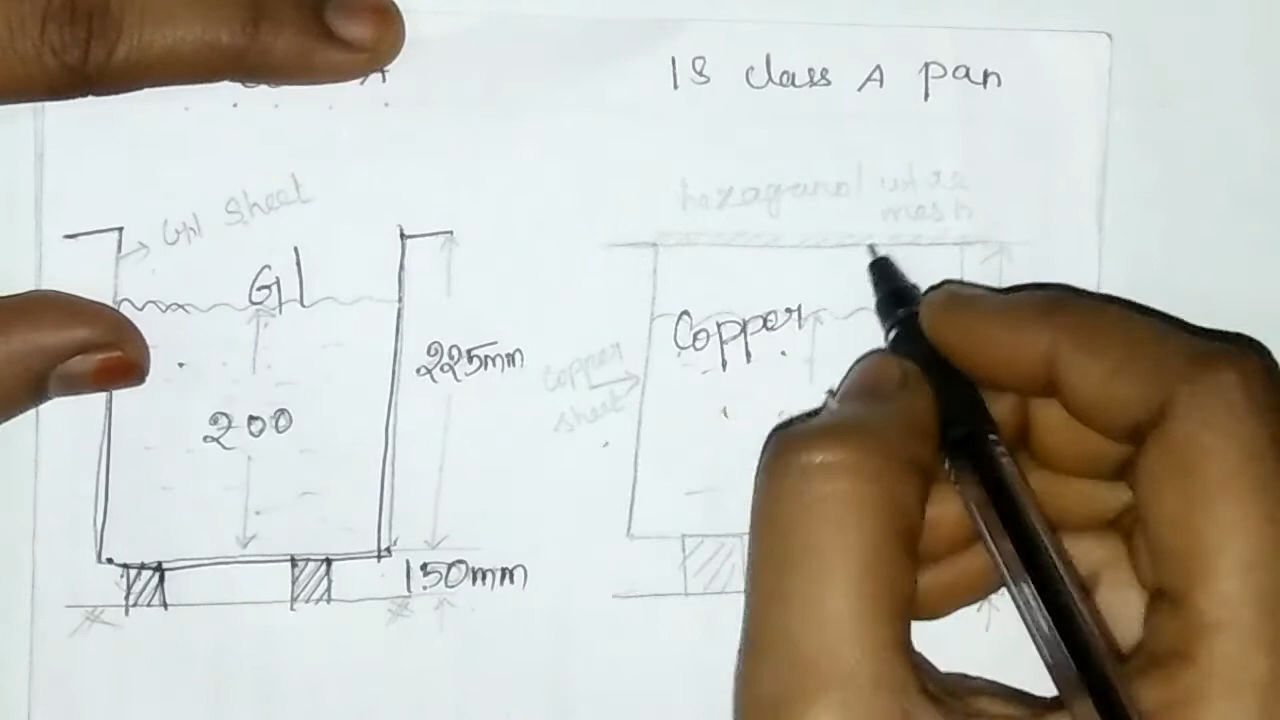 A
IS class A pan
GI Sheet
hexagonal wire
mesh
GI
Copper
225mm
copper
sheet
200
150mm